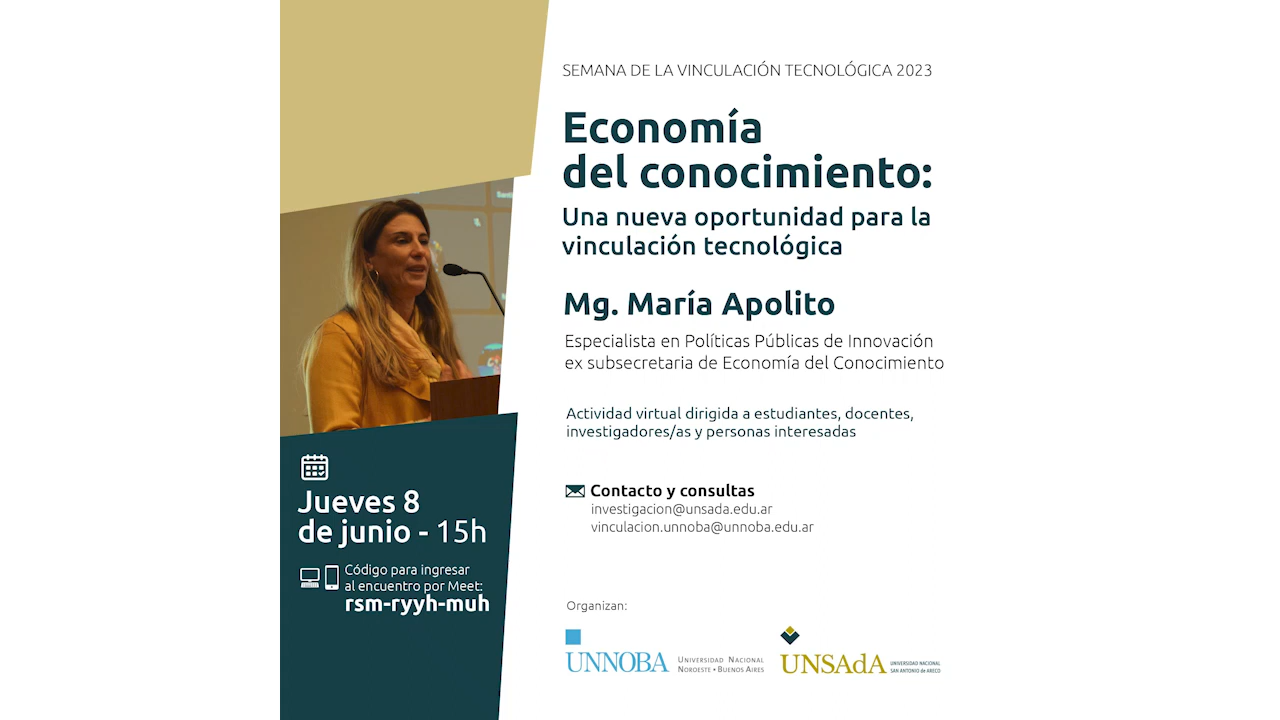 SEMANA DE LA VINCULACIÓN TECNOLÓGICA 2023
Economía
del conocimiento:
Una nueva oportunidad para la
vinculación tecnológica
Mg. María Apolito
Especialista en Políticas Públicas de Innovación
ex subsecretaria de Economía del Conocimiento
Actividad virtual dirigida a estudiantes, docentes,
investigadores/as y personas interesadas
Contacto y consultas
investigacion@unsada.edu.ar
vinculacion.unnoba@unnoba.edu.ar
Jueves 8
de junio - 15h
Código para ingresar
al encuentro por Meet:
rsm-ryyh-muh
Organizan:
UNNOBA
UNIVERSIDAD NACIONAL
NOROESTE • BUENOS AIRES
UNSAdA
UNIVERSIDAD NACIONAL
SAN ANTONIO de ARECO